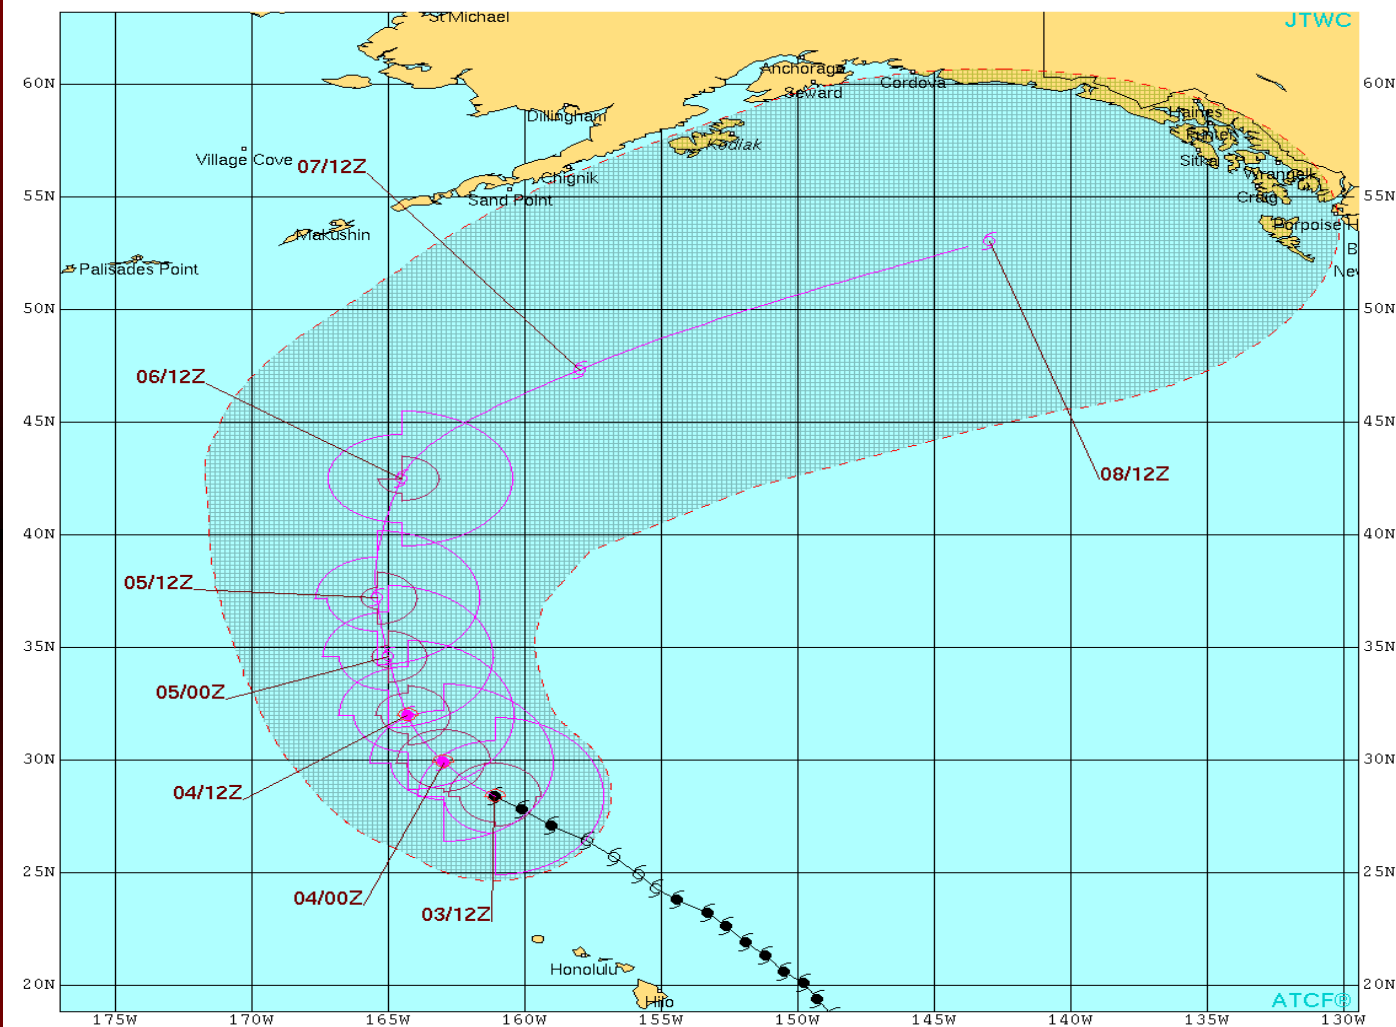 St Michael
JTWC
Anchorage
60N
Seward
Cordova
60N
Dillingham
Haines
Village Cove
07/12Z
Kodiak
Sitka
Chignik
Wrangell
55N
Sand Point
Craig
55N
Makushin
Porpoise H
B
Palisades Point
Nev
50N
50N
06/12Z
45N
45N
08/12Z
40N
40N
05/12Z
35N
35N
05/00Z
30N
30N
04/12Z
25N
25N
04/00Z
03/12Z
Honolulu
20N
Hilo
20N
ATCF®
175W
170W
165W
160W
155W
150W
145W
140W
135W
130W